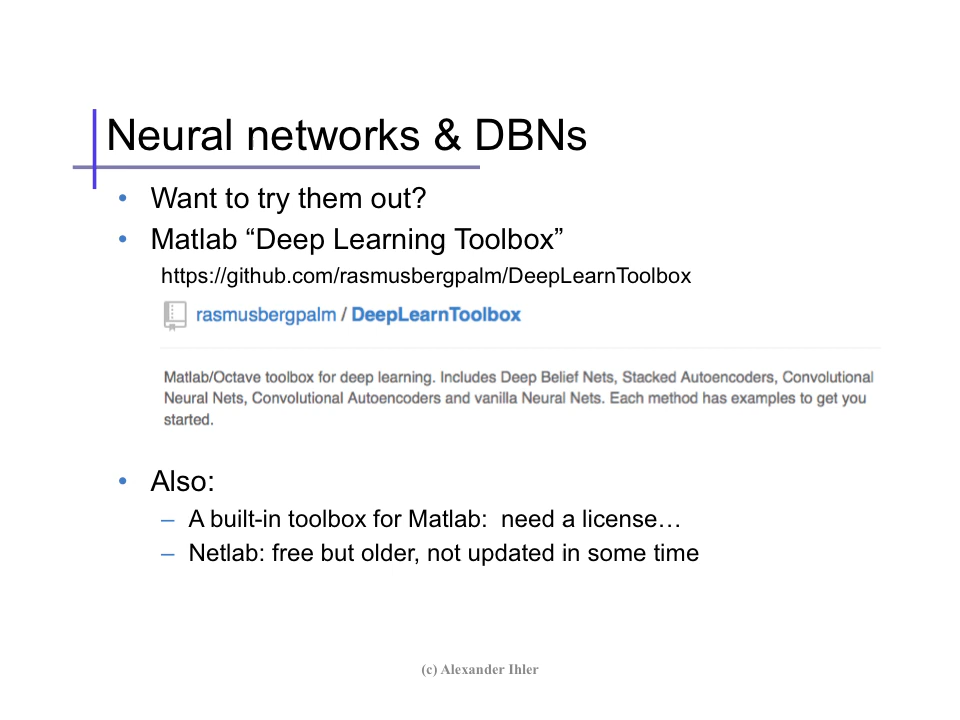 Neural networks & DBNs
• Want to try them out?
• Matlab “Deep Learning Toolbox”
https://github.com/rasmusbergpalm/DeepLearnToolbox
rasmusbergpalm / DeepLearnToolbox
Matlab/Octave toolbox for deep learning. Includes Deep Belief Nets, Stacked Autoencoders, Convolutional
Neural Nets, Convolutional Autoencoders and vanilla Neural Nets. Each method has examples to get you
started.
• Also:
– A built-in toolbox for Matlab:  need a license…
– Netlab: free but older, not updated in some time
(c) Alexander Ihler